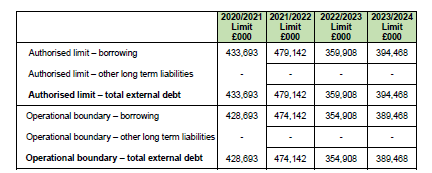 2020/2021 2021/2022 2022/2023 2023/2024
Limit Limit Limit Limit
£000 £000 £000 £000
Authorised limit – borrowing 433,693 479,142 359,908 394,468
Authorised limit – other long term liabilities - - - -
Authorised limit – total external debt 433,693 479,142 359,908 394,468
Operational boundary – borrowing 428,693 474,142 354,908 389,468
Operational boundary – other long term liabilities - - - -
Operational boundary – total external debt 428,693 474,142 354,908 389,468